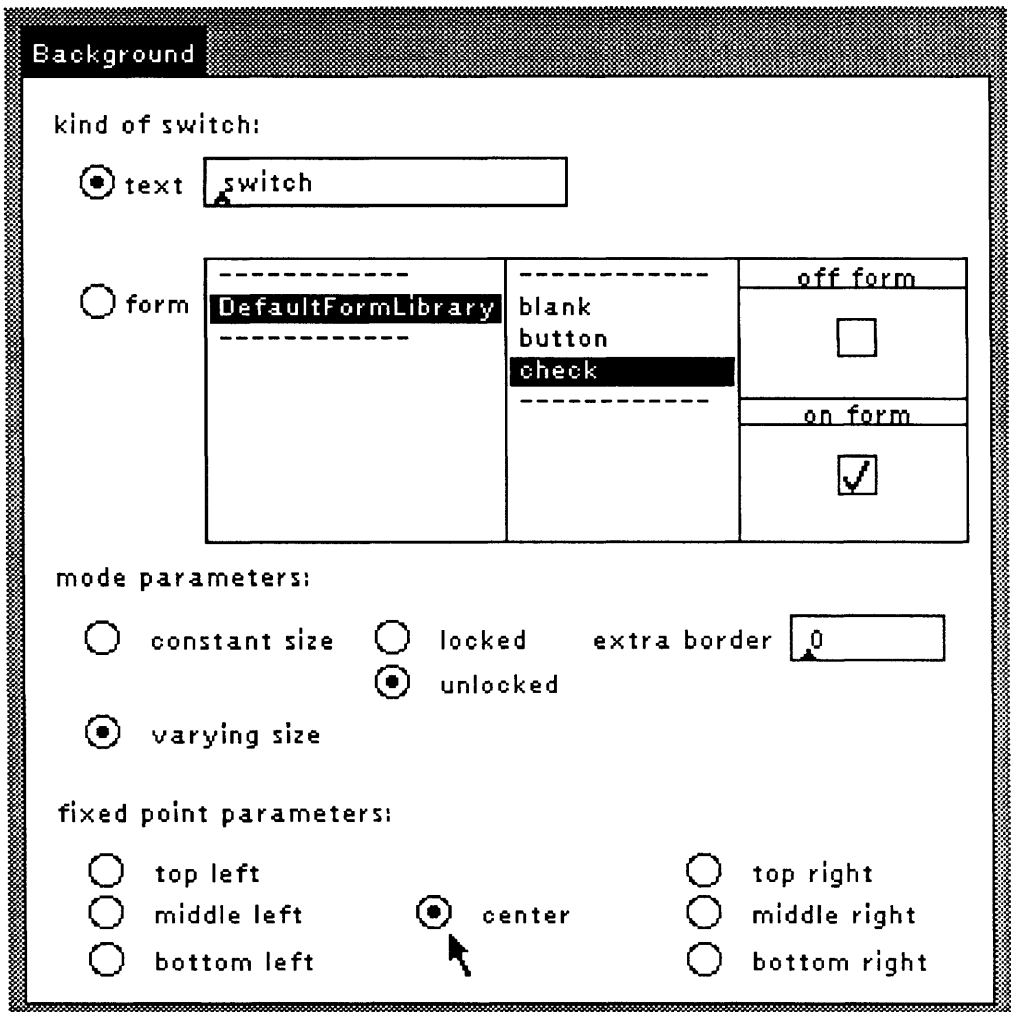 Background
kind of switch:
text switch
form
------------
DefaultFormLibrary
------------
------------
blank
button
check
------------
off form
on form
mode parameters:
constant size locked extra border 0
unlocked
varying size
fixed point parameters:
top left top right
middle left center middle right
bottom left bottom right